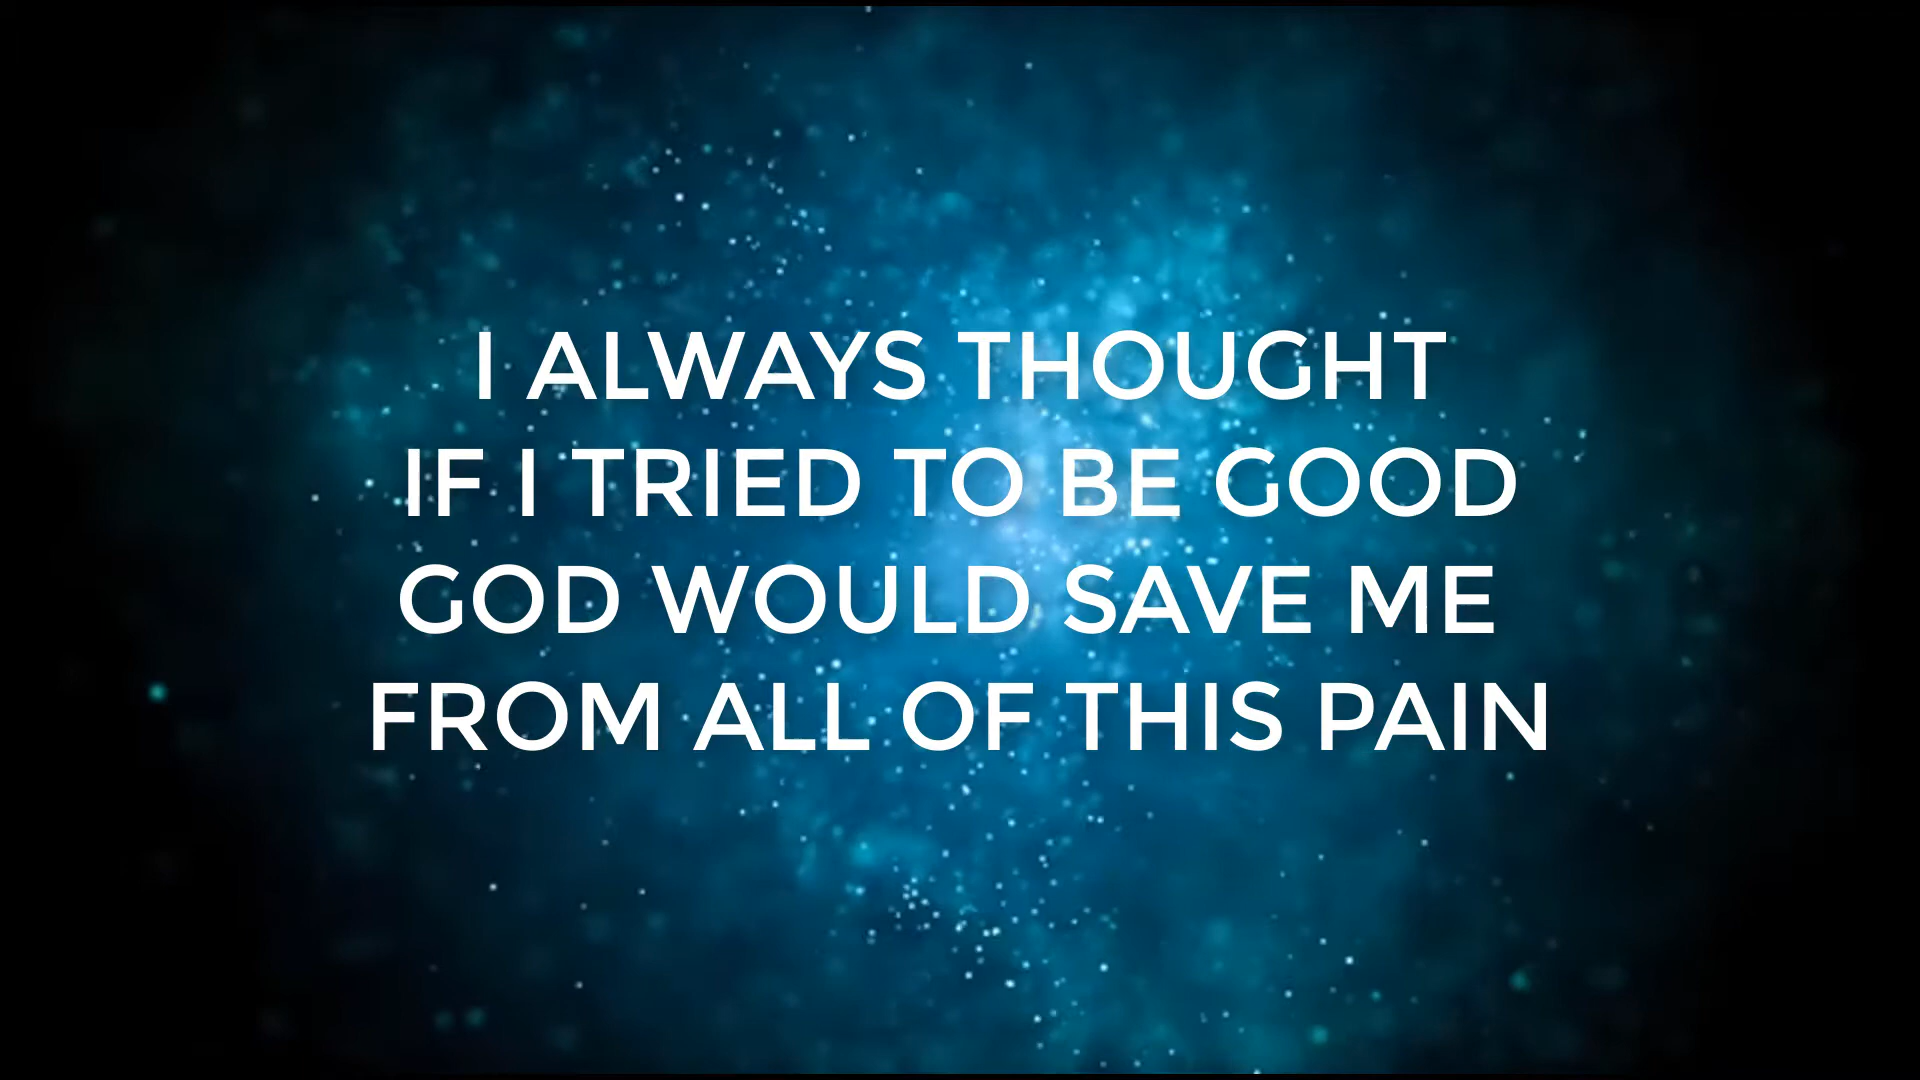 I ALWAYS THOUGHT
IF I TRIED TO BE GOOD
GOD WOULD SAVE ME
FROM ALL OF THIS PAIN